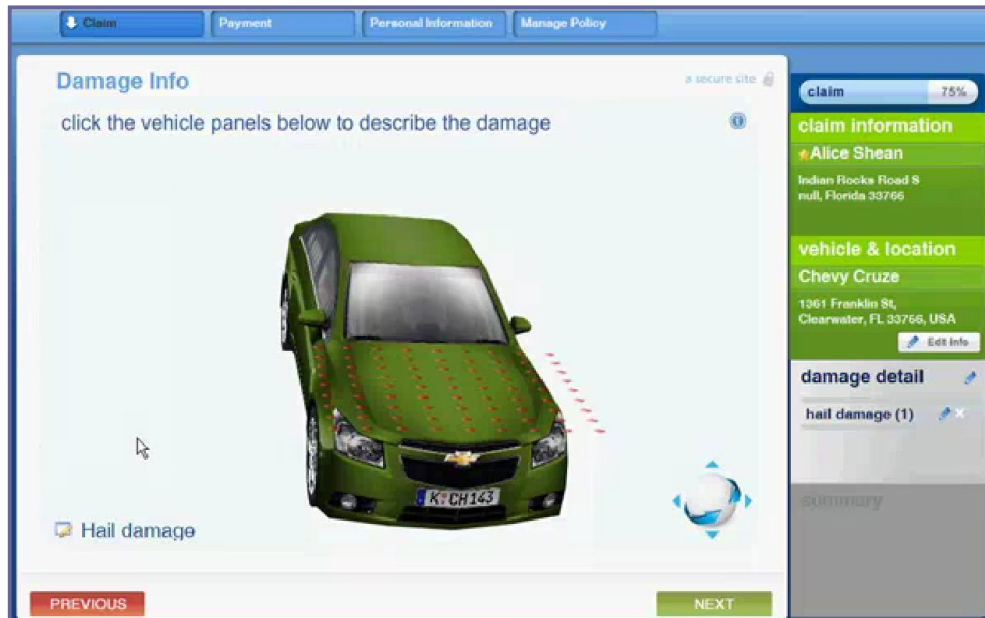 Claim
Payment
Personal Information
Manage Policy
Damage Info
a secure site
click the vehicle panels below to describe the damage
K CH143
Hail damage
PREVIOUS
NEXT
claim 75%
claim information
Alice Shean
Indian Rocks Road S
null, Florida 33766
vehicle & location
Chevy Cruze
1361 Franklin St,
Clearwater, FL 33766, USA
Edit Info
damage detail
hail damage (1)
summary